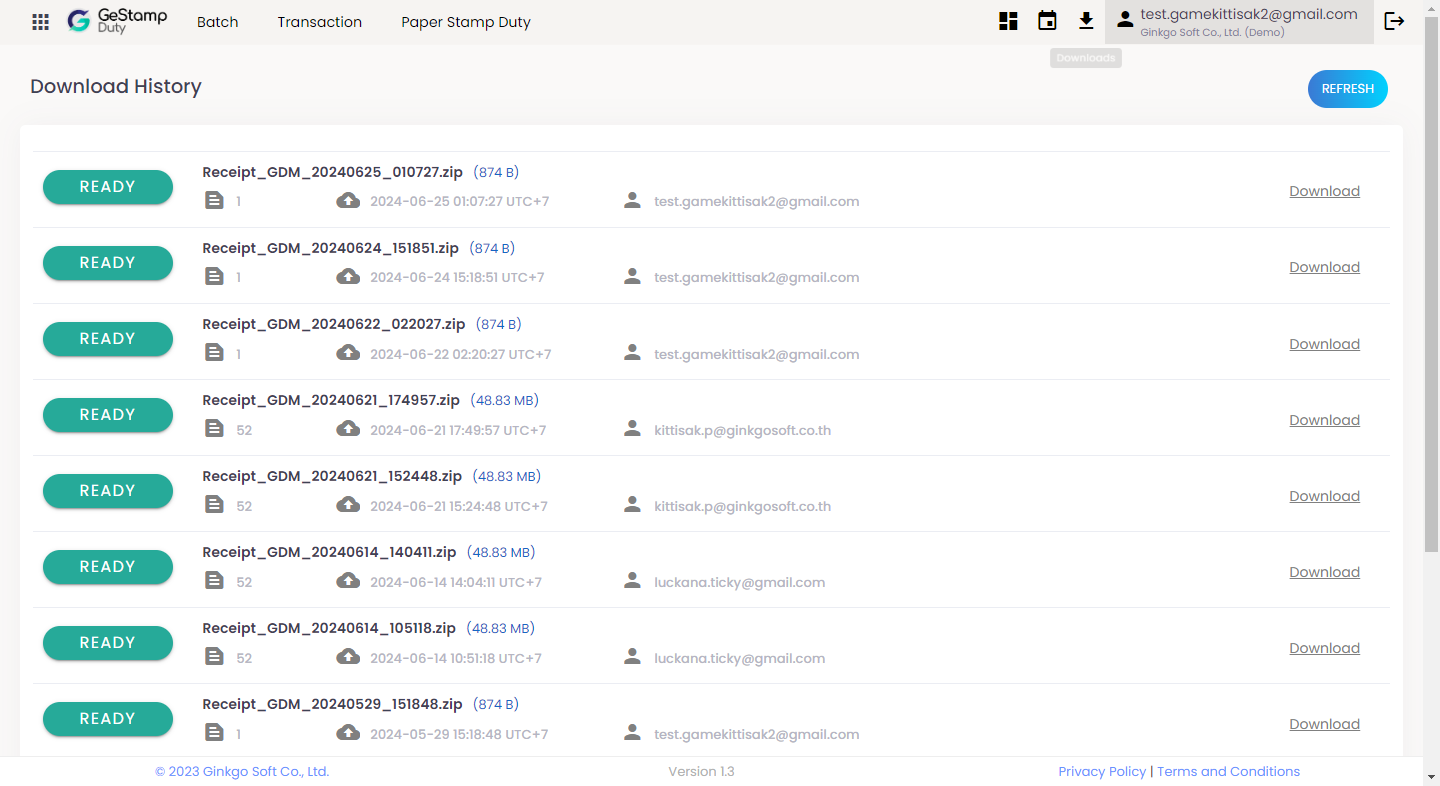 GeStamp
Duty
Batch
Transaction
Paper Stamp Duty
test.gamekittisak2@gmail.com
Ginkgo Soft Co., Ltd. (Demo)
Downloads
Download History
REFRESH
READY
Receipt_GDM_20240625_010727.zip (874 B)
1
2024-06-25 01:07:27 UTC+7
test.gamekittisak2@gmail.com
Download
READY
Receipt_GDM_20240624_151851.zip (874 B)
1
2024-06-24 15:18:51 UTC+7
test.gamekittisak2@gmail.com
Download
READY
Receipt_GDM_20240622_022027.zip (874 B)
1
2024-06-22 02:20:27 UTC+7
test.gamekittisak2@gmail.com
Download
READY
Receipt_GDM_20240621_174957.zip (48.83 MB)
52
2024-06-21 17:49:57 UTC+7
kittisak.p@ginkgosoft.co.th
Download
READY
Receipt_GDM_20240621_152448.zip (48.83 MB)
52
2024-06-21 15:24:48 UTC+7
kittisak.p@ginkgosoft.co.th
Download
READY
Receipt_GDM_20240614_140411.zip (48.83 MB)
52
2024-06-14 14:04:11 UTC+7
luckana.ticky@gmail.com
Download
READY
Receipt_GDM_20240614_105118.zip (48.83 MB)
52
2024-06-14 10:51:18 UTC+7
luckana.ticky@gmail.com
Download
READY
Receipt_GDM_20240529_151848.zip (874 B)
1
2024-05-29 15:18:48 UTC+7
test.gamekittisak2@gmail.com
Download
© 2023 Ginkgo Soft Co., Ltd.
Version 1.3
Privacy Policy | Terms and Conditions